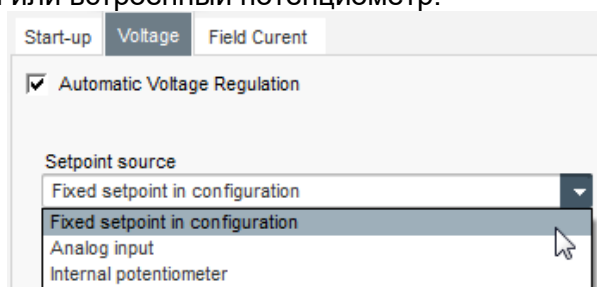 или встроенный потенциометр.
Start-up Voltage Field Curent
Automatic Voltage Regulation
Setpoint source
Fixed setpoint in configuration
Fixed setpoint in configuration
Analog input
Internal potentiometer